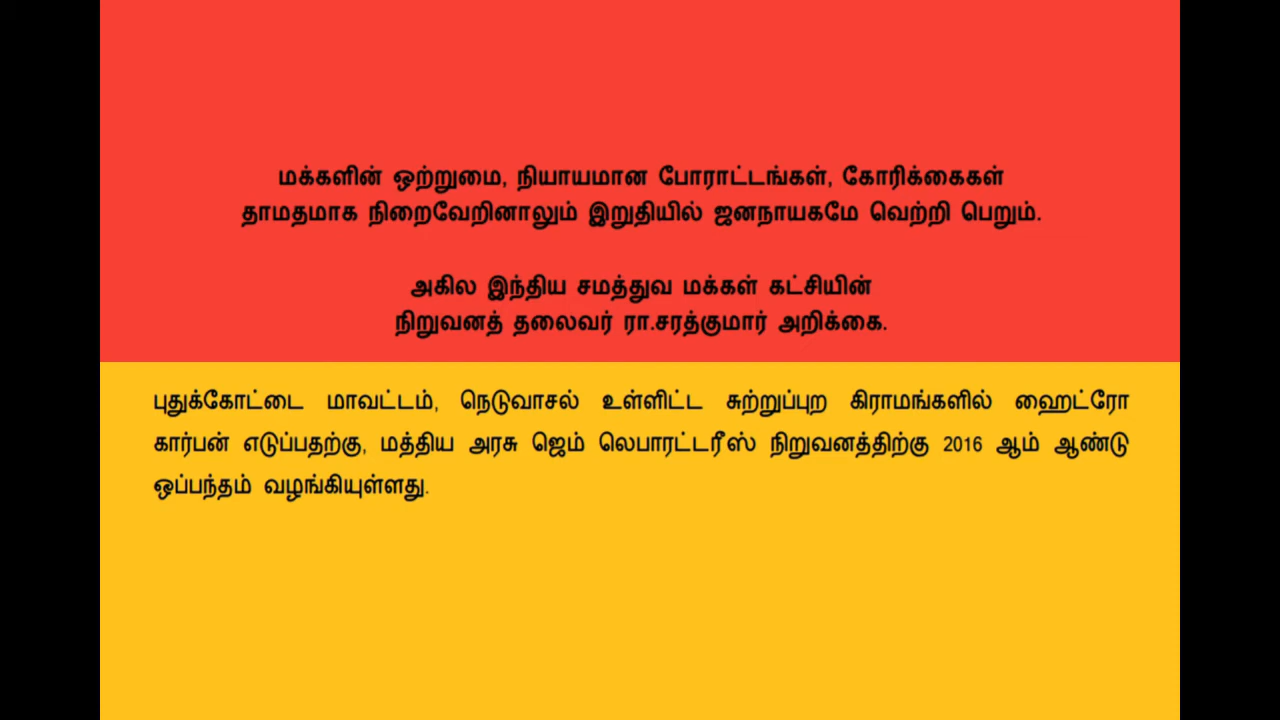 மக்களின் ஒற்றுமை, நியாயமான போராட்டங்கள், கோரிக்கைகள்
தாமதமாக நிறைவேறினாலும் இறுதியில் ஜனநாயகமே வெற்றி பெறும்.
அகில இந்திய சமத்துவ மக்கள் கட்சியின்
நிறுவனத் தலைவர் ரா.சரத்குமார் அறிக்கை.
புதுக்கோட்டை மாவட்டம், நெடுவாசல் உள்ளிட்ட சுற்றுப்புற கிராமங்களில் ஹைட்ரோ
கார்பன் எடுப்பதற்கு, மத்திய அரசு ஜெம் லெபாரட்டரீஸ் நிறுவனத்திற்கு 2016 ஆம் ஆண்டு
ஒப்பந்தம் வழங்கியுள்ளது.